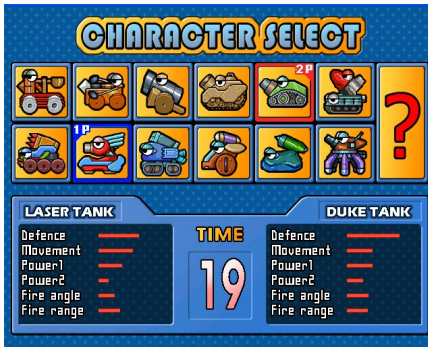 CHARACTER SELECT
2P
1P
?
LASER TANK
DUKE TANK
TIME
19
Defence
Movement
Power1
Power2
Fire angle
Fire range
Defence
Movement
Power1
Power2
Fire angle
Fire range